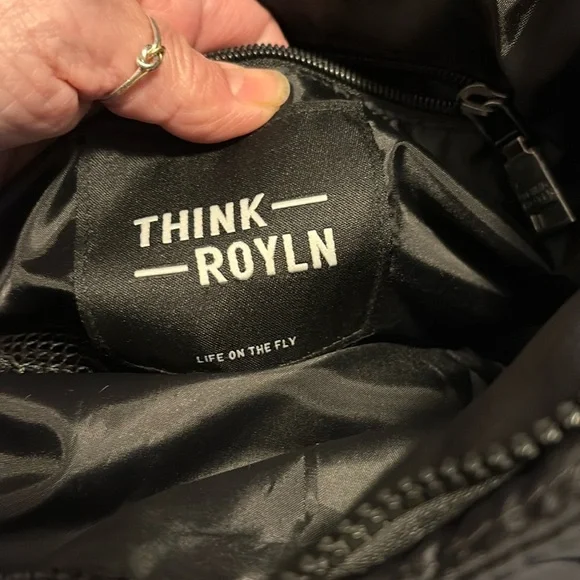 THINK—
—ROYLN
LIFE ON THE FLY